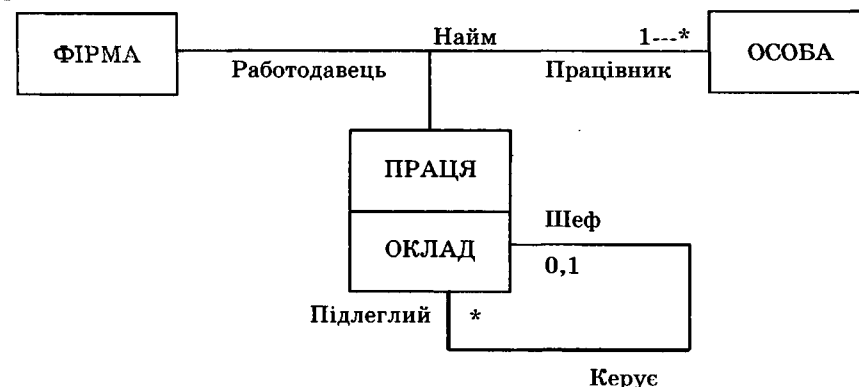 Найм 1---*
ФІРМА ОСОБА
Работодавець Працівник
ПРАЦЯ
Шеф
ОКЛАД
0,1
Підлеглий *
Керує